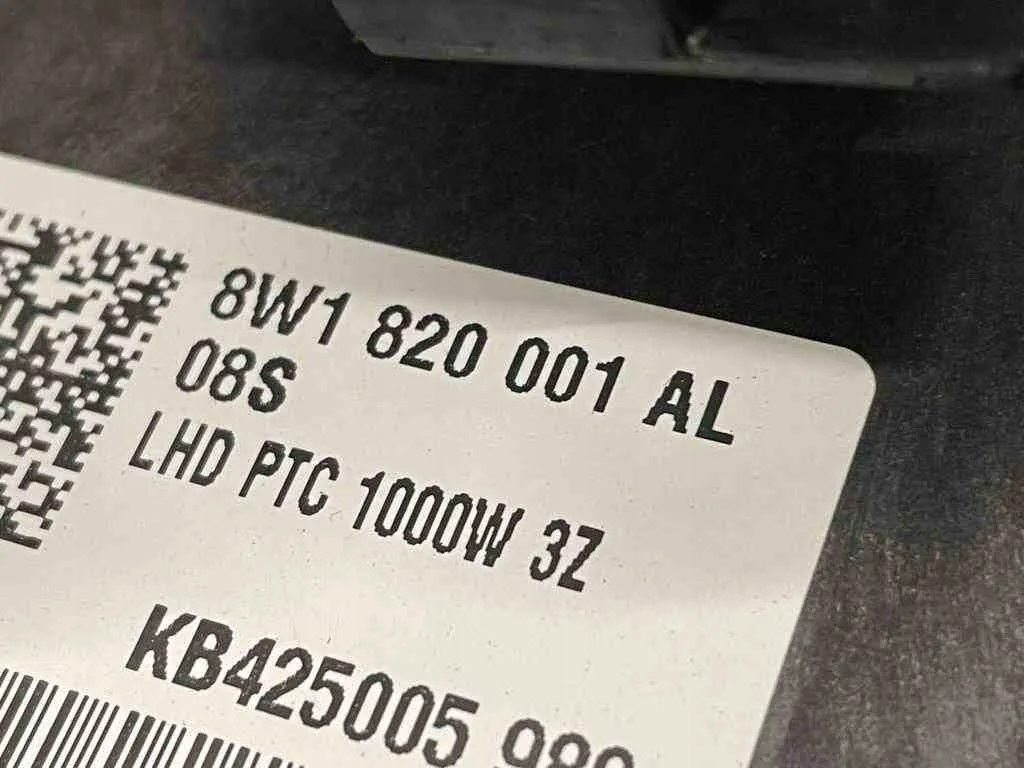 8W1 820 001 AL
08S
LHD PTC 1000W 3Z
KB425005